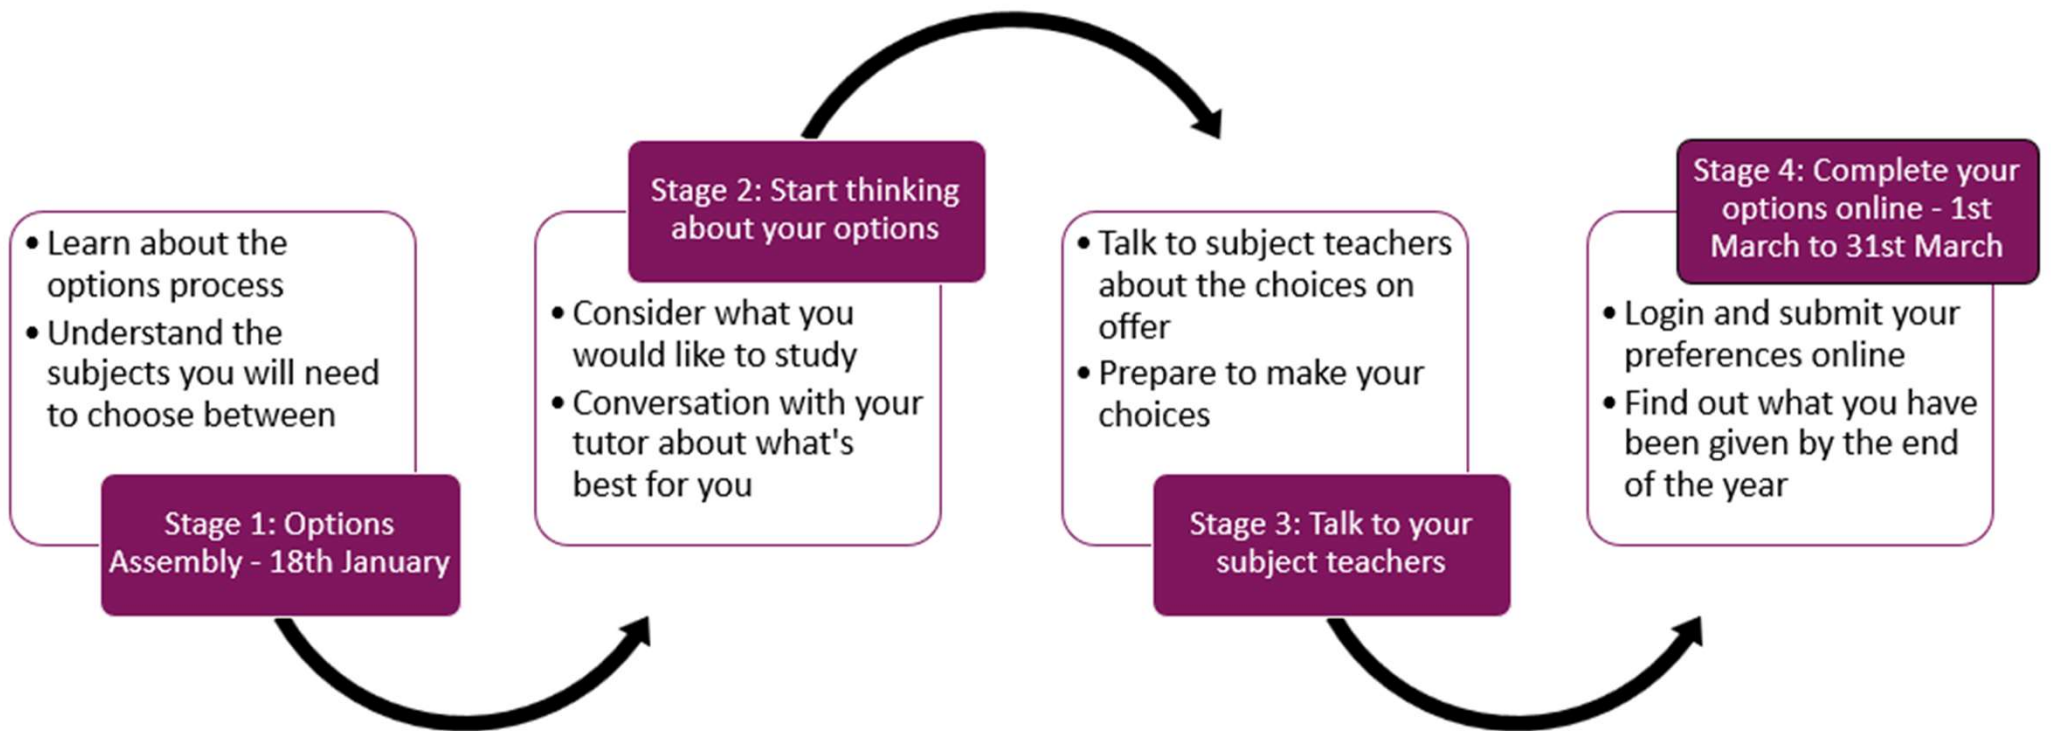 • Learn about the
options process
• Understand the
subjects you will need
to choose between
Stage 1: Options
Assembly - 18th January
Stage 2: Start thinking
about your options
• Consider what you
would like to study
• Conversation with your
tutor about what's
best for you
• Talk to subject teachers
about the choices on
offer
• Prepare to make your
choices
Stage 3: Talk to your
subject teachers
Stage 4: Complete your
options online - 1st
March to 31st March
• Login and submit your
preferences online
• Find out what you have
been given by the end
of the year